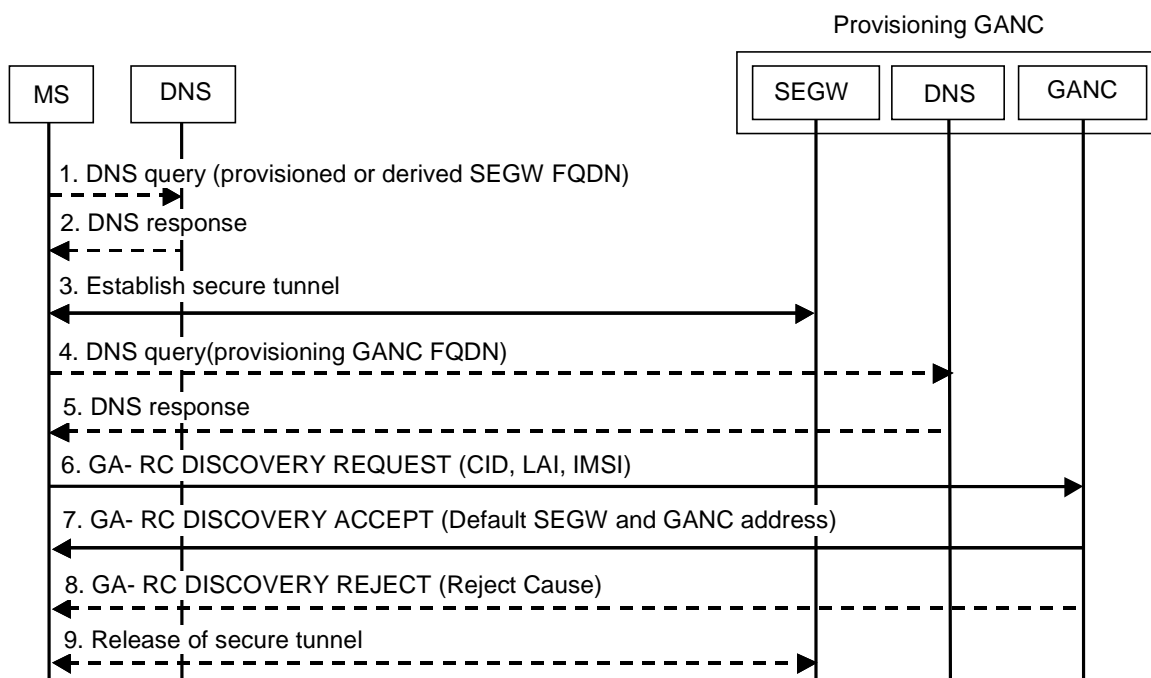 Provisioning GANC
MS
DNS
SEGW
DNS
GANC
1. DNS query (provisioned or derived SEGW FQDN)
2. DNS response
3. Establish secure tunnel
4. DNS query(provisioning GANC FQDN)
5. DNS response
6. GA- RC DISCOVERY REQUEST (CID, LAI, IMSI)
7. GA- RC DISCOVERY ACCEPT (Default SEGW and GANC address)
8. GA- RC DISCOVERY REJECT (Reject Cause)
9. Release of secure tunnel